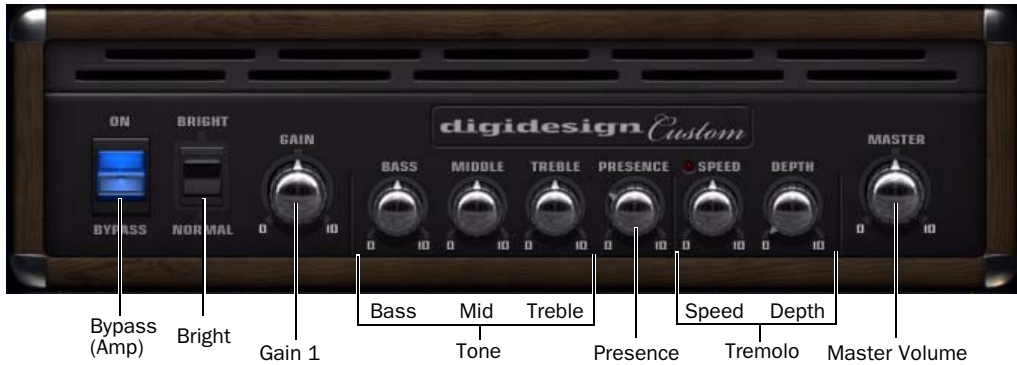 ON
BYPASS
BRIGHT
NORMAL
GAIN
0 10
digidesign Custom
BASS
0 10
MIDDLE
0 10
TREBLE
0 10
PRESENCE
0 10
SPEED
0 10
DEPTH
0 10
MASTER
0 10
Bypass
(Amp)
Bright
Gain 1
Bass Mid Treble
Tone
Presence
Speed Depth
Tremolo
Master Volume